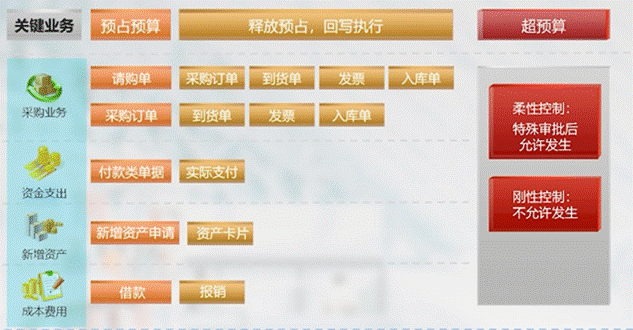 关键业务 预占预算 释放预占，回写执行 超预算
请购单 采购订单 到货单 发票 入库单
采购业务
采购订单 到货单 发票 入库单
柔性控制：
特殊审批后
允许发生
付款类单据 实际支付
资金支出
刚性控制：
不允许发生
新增资产申请 资产卡片
新增资产
借款 报销
成本费用